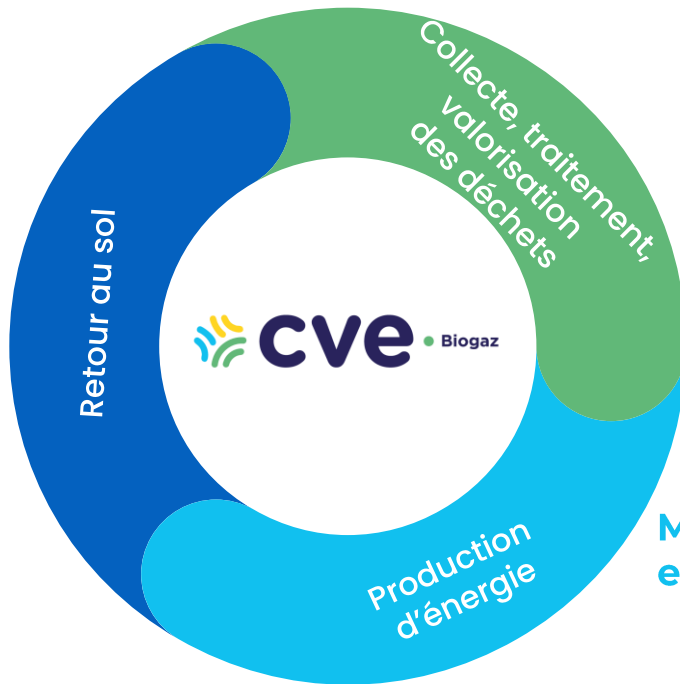 Collecte, traitement,
valorisation
des déchets
Retour au sol
cve • Biogaz
Production
d'énergie